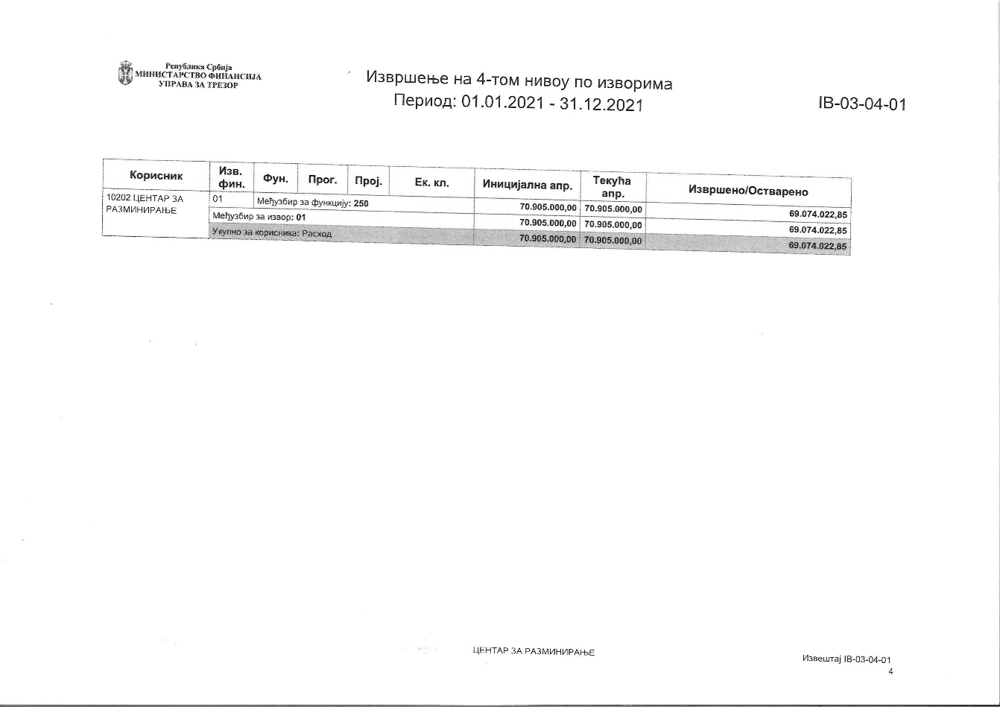 Република Србија
МИНИСТАРСТВО ФИНАНСИЈА
УПРАВА ЗА ТРЕЗОР
Извршење на 4-том нивоу по изворима
Период: 01.01.2021 - 31.12.2021
IB-03-04-01
Корисник Изв. фин. Фун. Прог. Прој. Ек. кл. Иницијална апр. Текућа апр. Извршено/Остварено
10202 ЦЕНТАР ЗА РАЗМИНИРАЊЕ 01 Међузбир за функцију: 250 70.905.000,00 70.905.000,00 69.074.022,85
Међузбир за извор: 01 70.905.000,00 70.905.000,00 69.074.022,85
Укупно за корисника: Расход 70.905.000,00 70.905.000,00 69.074.022,85
ЦЕНТАР ЗА РАЗМИНИРАЊЕ
Извештај IB-03-04-01
4